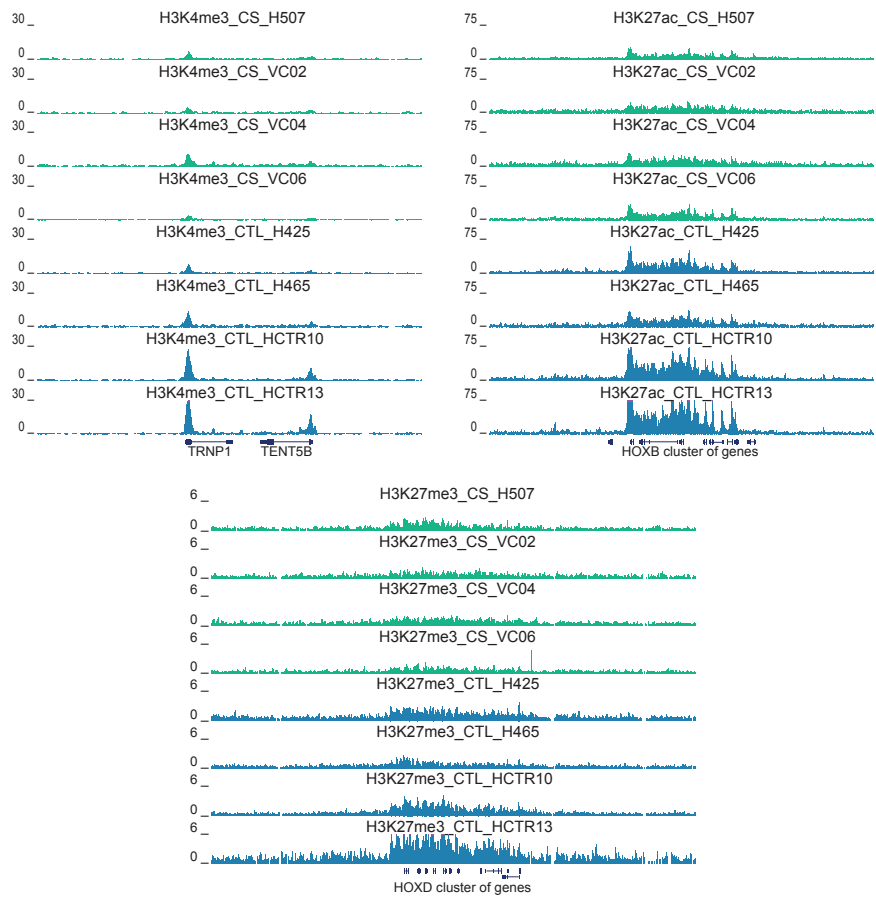 30 _ H3K4me3_CS_H507
0 _
30 _ H3K4me3_CS_VC02
0 _
30 _ H3K4me3_CS_VC04
0 _
30 _ H3K4me3_CS_VC06
0 _
30 _ H3K4me3_CTL_H425
0 _
30 _ H3K4me3_CTL_H465
0 _
30 _ H3K4me3_CTL_HCTR10
0 _
30 _ H3K4me3_CTL_HCTR13
0 _
TRNP1 TENT5B
75 _ H3K27ac_CS_H507
0 _
75 _ H3K27ac_CS_VC02
0 _
75 _ H3K27ac_CS_VC04
0 _
75 _ H3K27ac_CS_VC06
0 _
75 _ H3K27ac_CTL_H425
0 _
75 _ H3K27ac_CTL_H465
0 _
75 _ H3K27ac_CTL_HCTR10
0 _
75 _ H3K27ac_CTL_HCTR13
0 _
HOXB cluster of genes
6 _ H3K27me3_CS_H507
0 _
6 _ H3K27me3_CS_VC02
0 _
6 _ H3K27me3_CS_VC04
0 _
6 _ H3K27me3_CS_VC06
0 _
6 _ H3K27me3_CTL_H425
0 _
6 _ H3K27me3_CTL_H465
0 _
6 _ H3K27me3_CTL_HCTR10
0 _
6 _ H3K27me3_CTL_HCTR13
0 _
HOXD cluster of genes